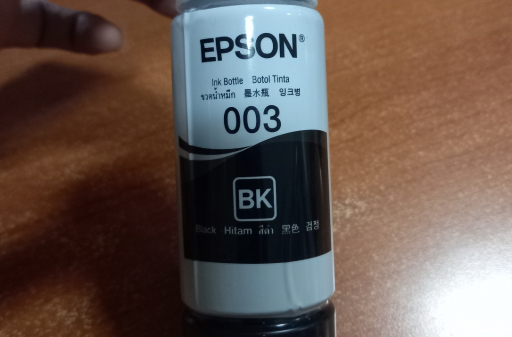 EPSON®
Ink Bottle Botol Tinta
ขวดน้ำหมึก 墨水瓶 잉크병
003
BK
Black Hitam สีดำ 黑色 검정